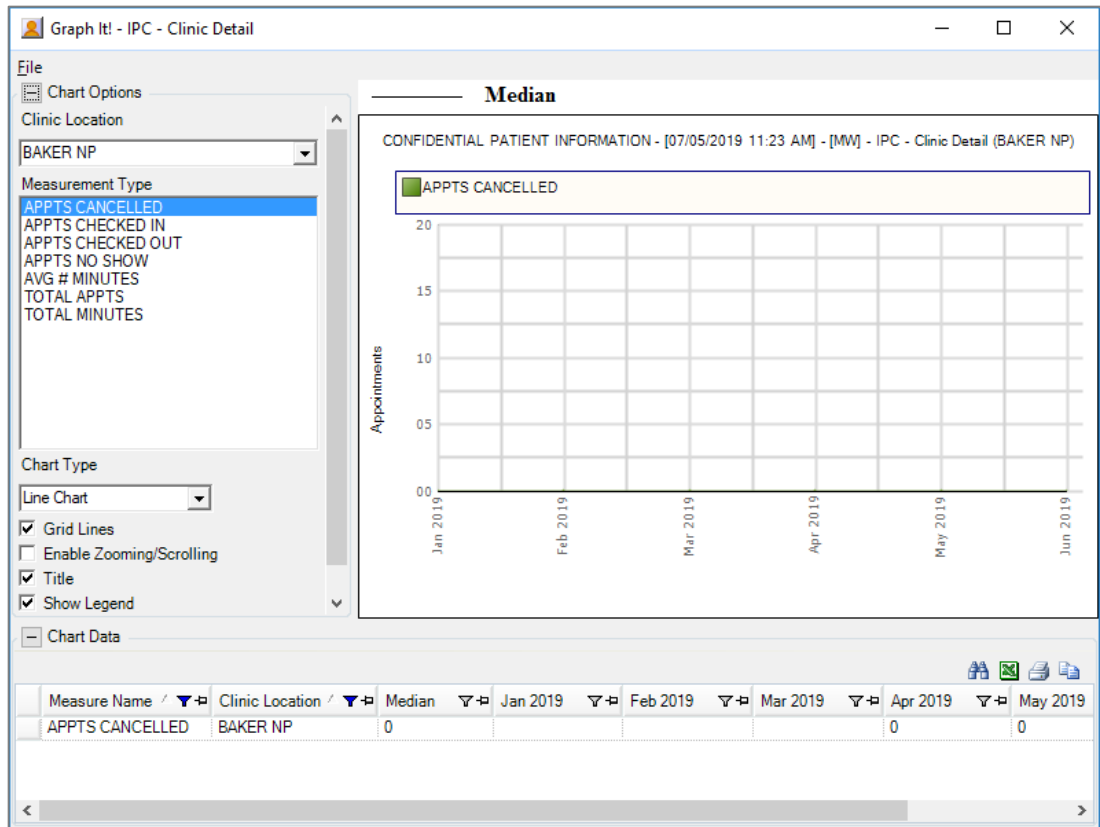 Graph It! - IPC - Clinic Detail
File
Chart Options
Clinic Location
BAKER NP
Measurement Type
APPTS CANCELLED
APPTS CHECKED IN
APPTS CHECKED OUT
APPTS NO SHOW
AVG # MINUTES
TOTAL APPTS
TOTAL MINUTES
Chart Type
Line Chart
Grid Lines
Enable Zooming/Scrolling
Title
Show Legend
Median
CONFIDENTIAL PATIENT INFORMATION - [07/05/2019 11:23 AM] - [MW] - IPC - Clinic Detail (BAKER NP)
APPTS CANCELLED
20
15
10
05
00
Appointments
Jan 2019
Feb 2019
Mar 2019
Apr 2019
May 2019
Jun 2019
Chart Data
Measure Name Clinic Location Median Jan 2019 Feb 2019 Mar 2019 Apr 2019 May 2019
APPTS CANCELLED BAKER NP 0 0 0